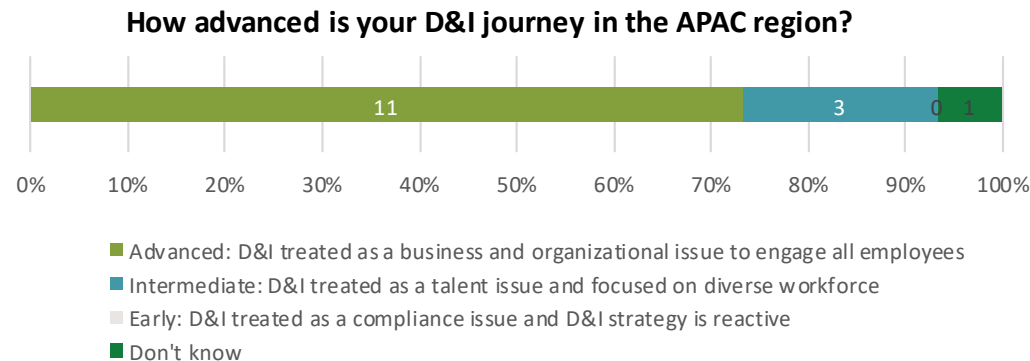 How advanced is your D&I journey in the APAC region?
11 3 0 1
0% 10% 20% 30% 40% 50% 60% 70% 80% 90% 100%
Advanced: D&I treated as a business and organizational issue to engage all employees
Intermediate: D&I treated as a talent issue and focused on diverse workforce
Early: D&I treated as a compliance issue and D&I strategy is reactive
Don't know